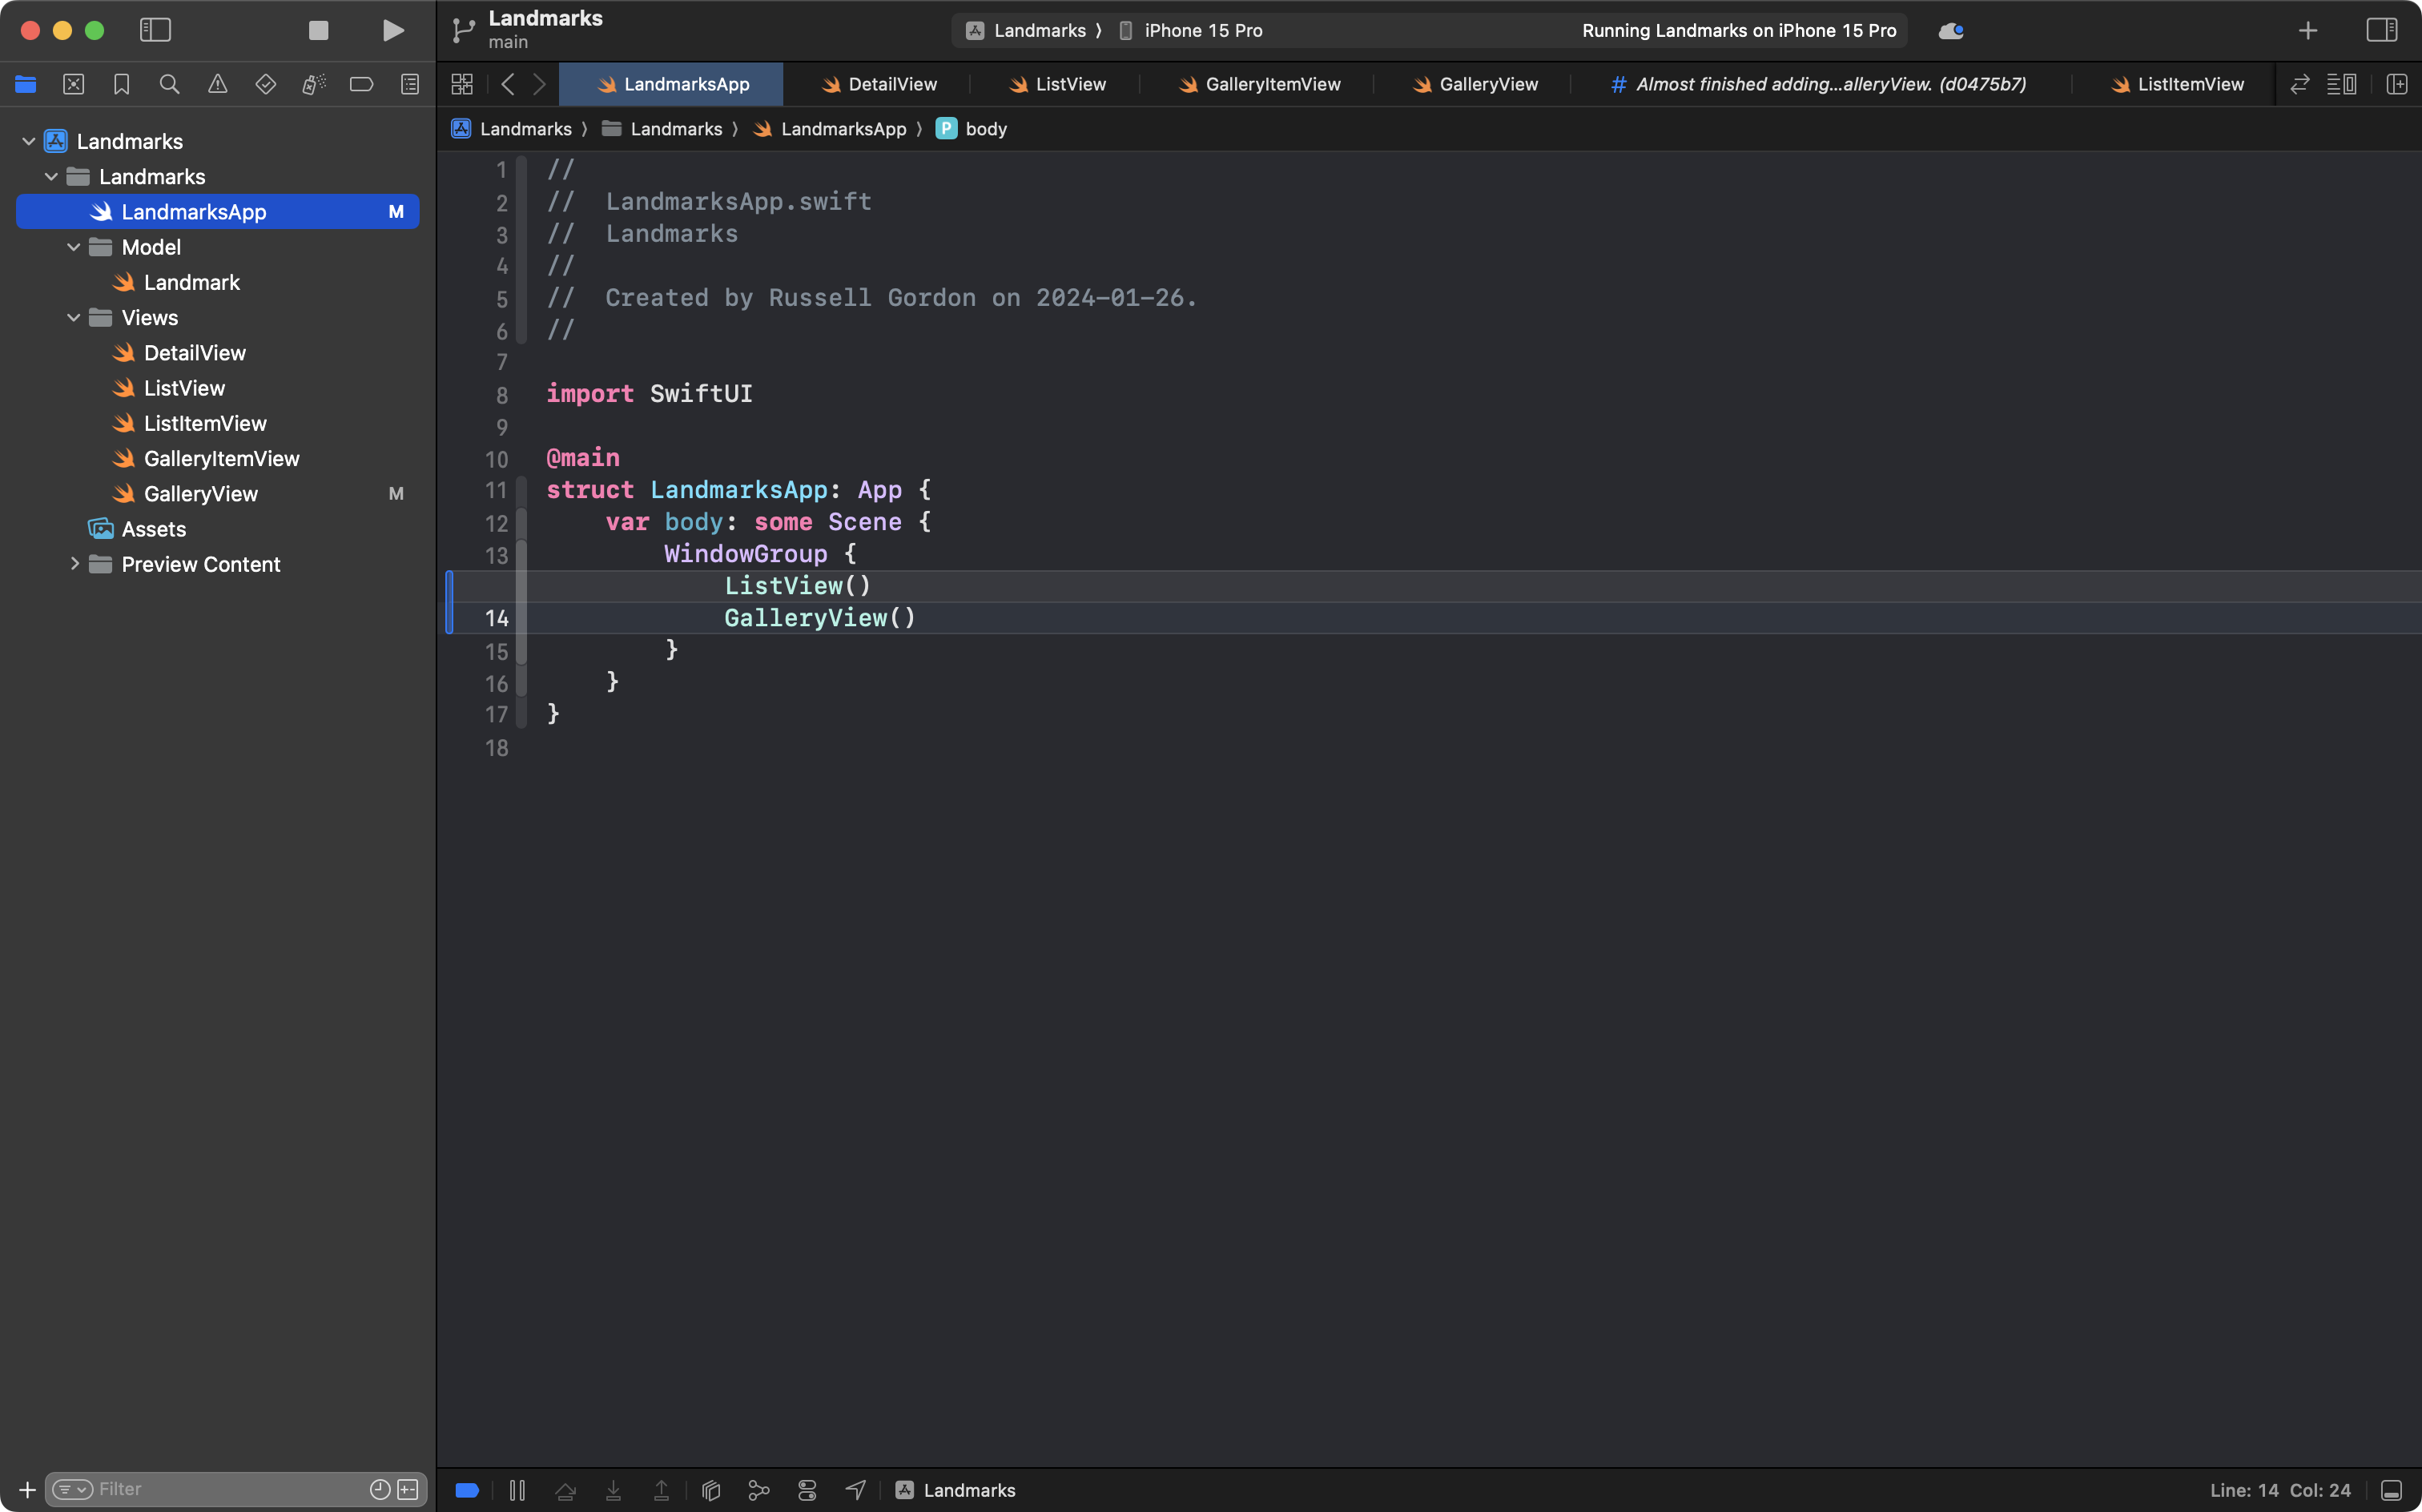 Landmarks
main
Landmarks 〉 iPhone 15 Pro
Running Landmarks on iPhone 15 Pro
LandmarksApp
DetailView
ListView
GalleryItemView
GalleryView
# Almost finished adding...alleryView. (d0475b7)
ListItemView
Landmarks 〉 Landmarks 〉 LandmarksApp 〉 P body
Landmarks
Landmarks
LandmarksApp M
Model
Landmark
Views
DetailView
ListView
ListItemView
GalleryItemView
GalleryView M
Assets
Preview Content
Filter
1 //
2 //  LandmarksApp.swift
3 //  Landmarks
4 //
5 //  Created by Russell Gordon on 2024-01-26.
6 //
7
8 import SwiftUI
9
10 @main
11 struct LandmarksApp: App {
12     var body: some Scene {
13         WindowGroup {
            ListView()
14             GalleryView()
15         }
16     }
17 }
18
Landmarks
Line: 14 Col: 24